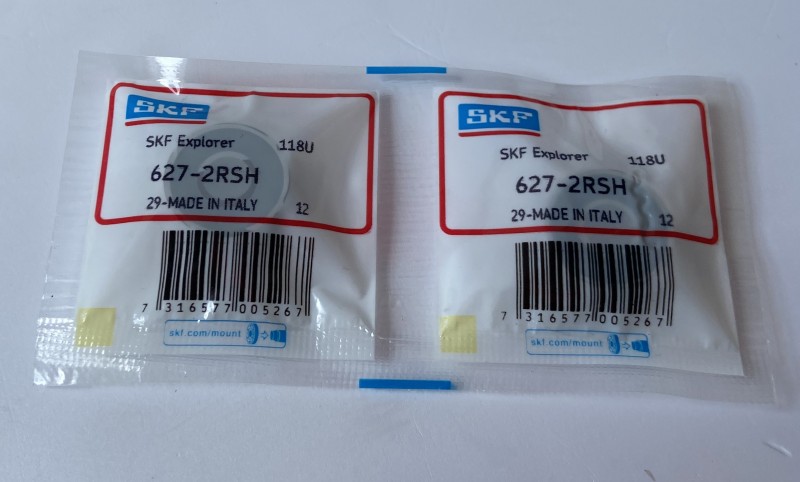 SKF
SKF Explorer 118U
627-2RSH
29-MADE IN ITALY 12
7 316577 005267
skf.com/mount
SKF
SKF Explorer 118U
627-2RSH
29-MADE IN ITALY 12
7 316577 005267
skf.com/mount